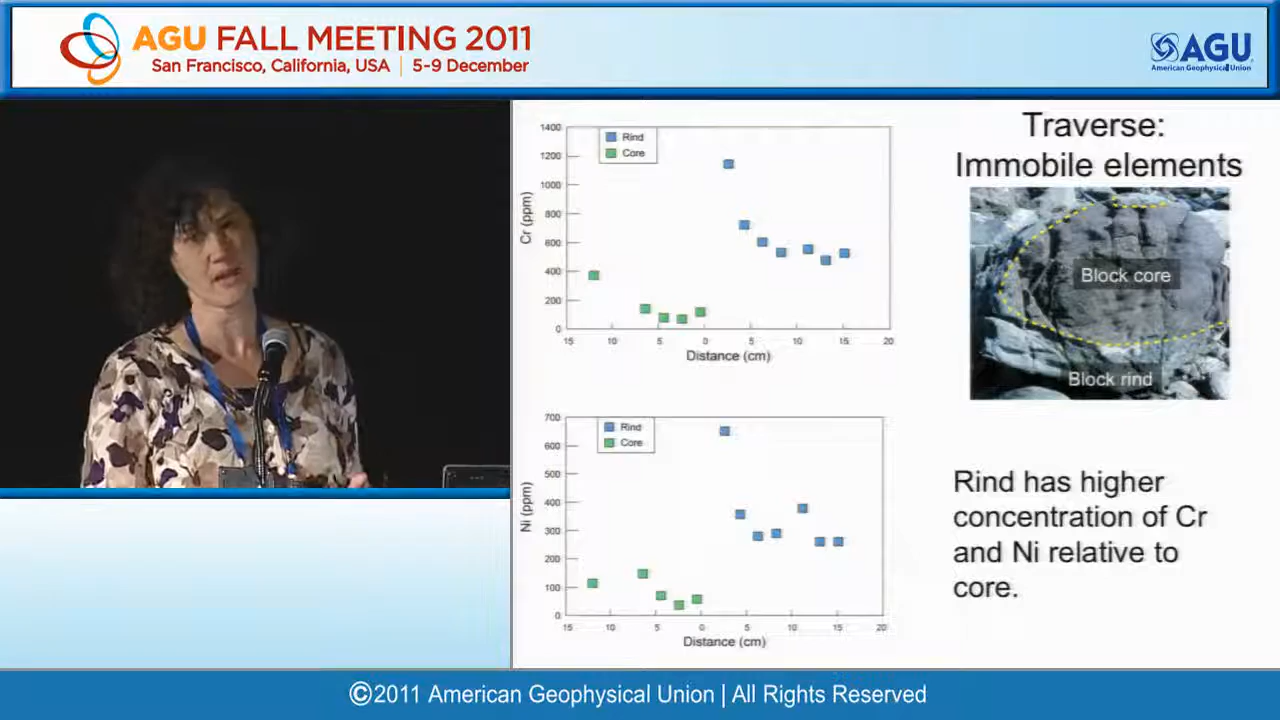 AGU FALL MEETING 2011
San Francisco, California, USA | 5-9 December
AGU
American Geophysical Union
1400
1200
1000
800
600
400
200
0
Cr (ppm)
Rind
Core
15 10 5 0 5 10 15 20
Distance (cm)
700
600
500
400
300
200
100
0
Ni (ppm)
Rind
Core
15 10 5 0 5 10 15 20
Distance (cm)
Traverse:
Immobile elements
Block core
Block rind
Rind has higher
concentration of Cr
and Ni relative to
core.
©2011 American Geophysical Union | All Rights Reserved